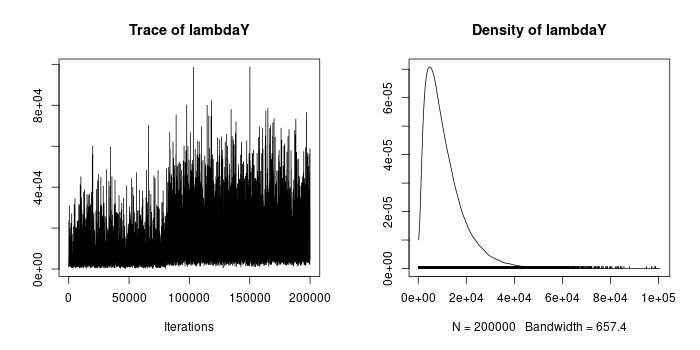 Trace of lambdaY
8e+04
4e+04
0e+00
0 50000 100000 150000 200000
Iterations
Density of lambdaY
6e-05
4e-05
2e-05
0e+00
0e+00 2e+04 4e+04 6e+04 8e+04 1e+05
N = 200000 Bandwidth = 657.4